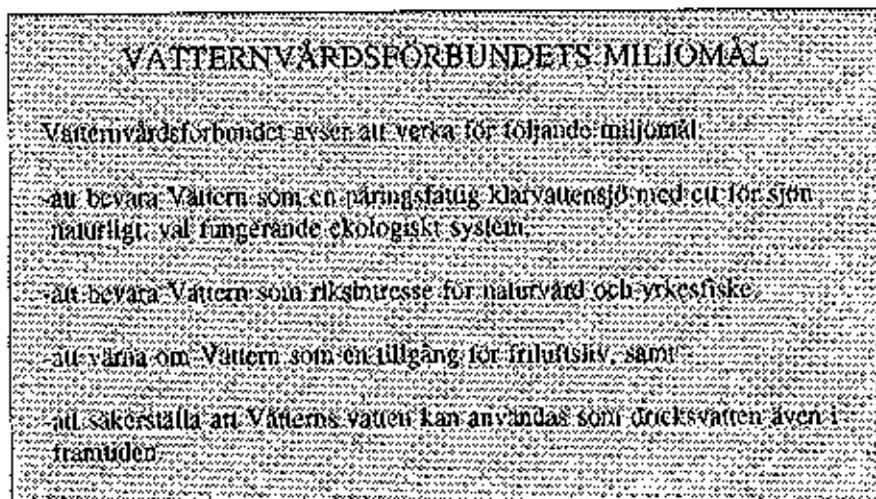 VÄTTERNVÅRDSFÖRBUNDETS MILJÖMÅL
Vätternvårdsförbundet avser att verka för följande miljömål:
-att bevara Vättern som en näringsfattig klarvattensjö med ett för sjön
naturligt, väl fungerande ekologiskt system,
-att bevara Vättern som riksintresse för naturvård och yrkesfiske,
-att värna om Vättern som en tillgång för friluftsliv, samt
-att säkerställa att Vätterns vatten kan användas som dricksvatten även i
framtiden